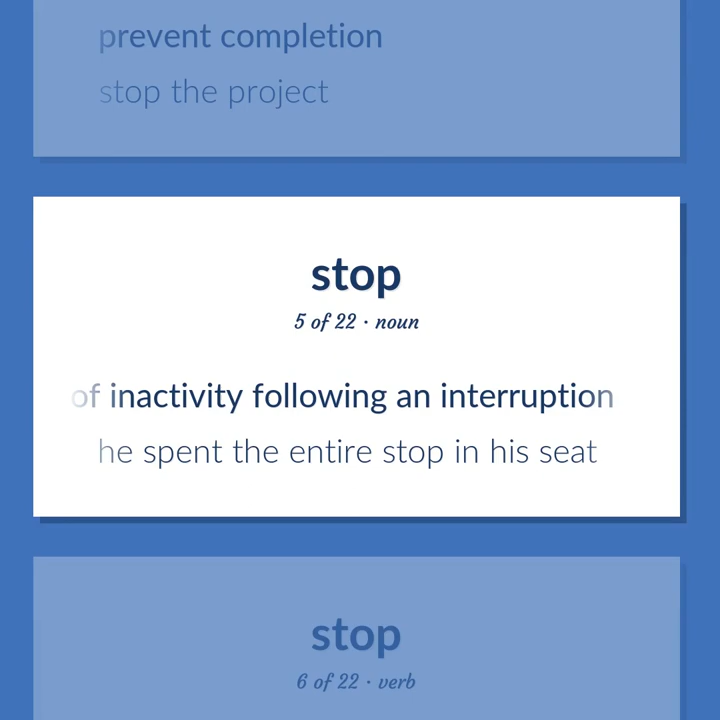 prevent completion
stop the project
stop
5 of 22 · noun
of inactivity following an interruption
he spent the entire stop in his seat
stop
6 of 22 · verb